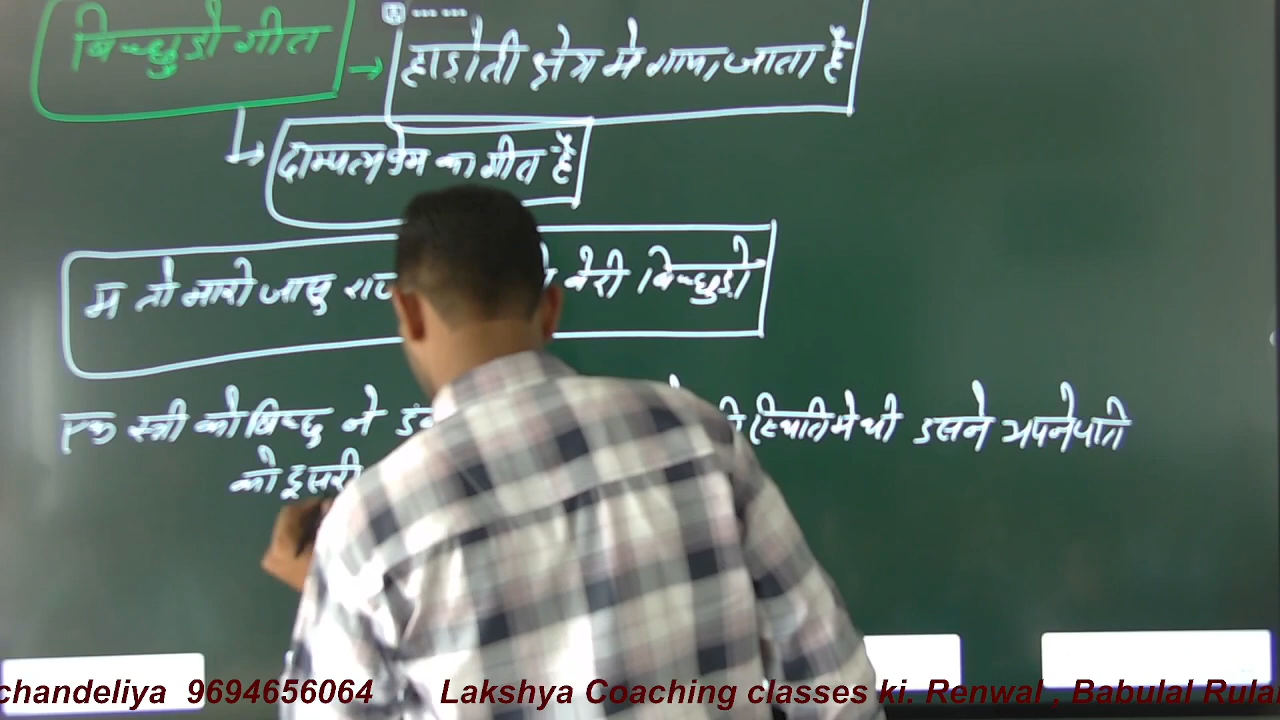 बिच्छुडो गीत → हाडोती क्षेत्र मे गाया जाता है
दाम्पत्य प्रेम का गीत है
म तो मारी जाबु बेरी बिच्छुडो
एक स्त्री को बिच्छु ने स्थिति मे थी उसने अपने पति
को दुसरी
chandeliya 9694656064 Lakshya Coaching classes ki. Renwal , Babulal Rula